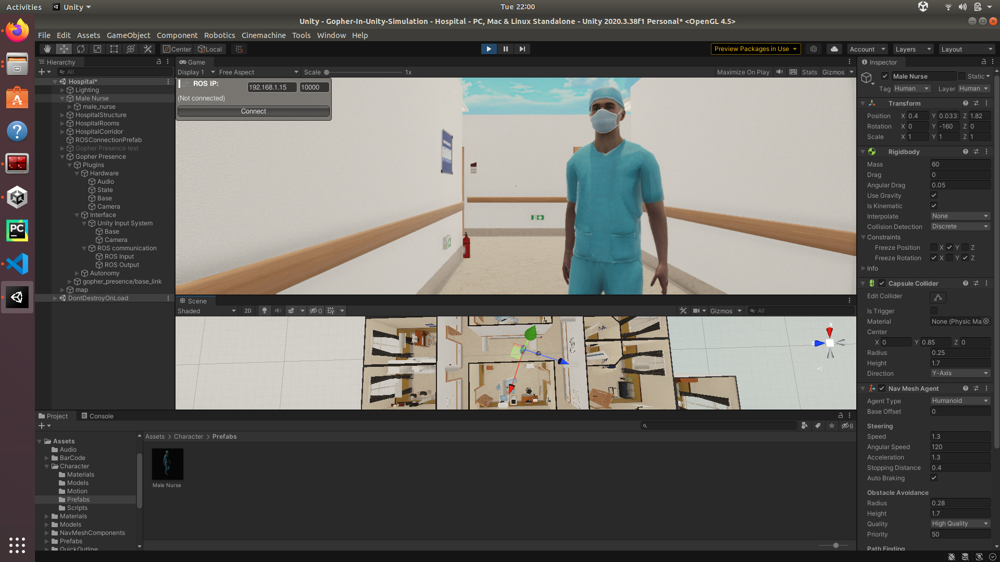 Activities
Unity
Tue 22:00
Unity - Gopher-In-Unity-Simulation - Hospital - PC, Mac & Linux Standalone - Unity 2020.3.38f1 Personal* <OpenGL 4.5>
File Edit Assets GameObject Component Robotics Cinemachine Tools Window Help
Center Local
Preview Packages in Use
Account Layers Layout
Hierarchy
All
Hospital*
Lighting
Male Nurse
male_nurse
HospitalStructure
HospitalRooms
HospitalCorridor
ROSConnectionPrefab
Gopher Presence test
Gopher Presence
Plugins
Hardware
Audio
State
Base
Camera
Interface
Unity Input System
Base
Camera
ROS communication
ROS Input
ROS Output
Autonomy
gopher_presence/base_link
map
DontDestroyOnLoad
Game
Display 1 Free Aspect Scale 1x Maximize On Play Stats Gizmos
ROS IP: 192.168.1.15 10000
(Not connected)
Connect
Scene
Shaded 2D 0 Gizmos All
x
Inspector
Male Nurse Static
Tag Human Layer Human
Transform
Position X 0.4 Y 0.033: Z 1.82
Rotation X 0 Y -160 Z 0
Scale X 1 Y 1 Z 1
Rigidbody
Mass 60
Drag 0
Angular Drag 0.05
Use Gravity
Is Kinematic
Interpolate None
Collision Detection Discrete
Constraints
Freeze Position X Y Z
Freeze Rotation X Y Z
Info
Capsule Collider
Edit Collider
Is Trigger
Material None (Physic Ma
Center
X 0 Y 0.85 Z 0
Radius 0.25
Height 1.7
Direction Y-Axis
Nav Mesh Agent
Agent Type Humanoid
Base Offset 0
Steering
Speed 1.3
Angular Speed 120
Acceleration 1.3
Stopping Distance 0.4
Auto Braking
Obstacle Avoidance
Radius 0.28
Height 1.7
Quality High Quality
Priority 50
Path Finding
Project Console
8
Assets
Audio
BarCode
Character
Materials
Models
Motion
Prefabs
Scripts
Materials
Models
NavMeshComponents
Prefabs
QuickOutline
Assets > Character > Prefabs
Male Nurse
PC